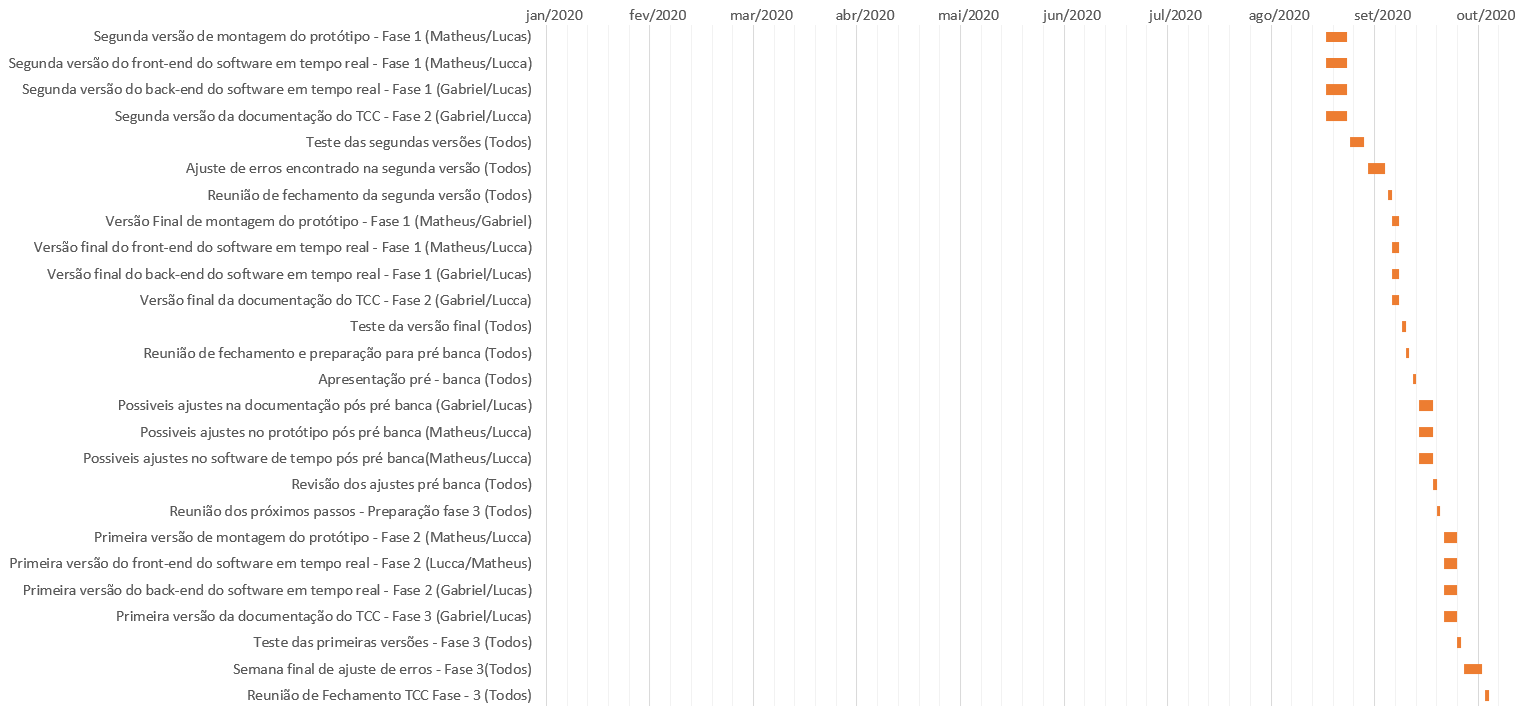 jan/2020 fev/2020 mar/2020 abr/2020 mai/2020 jun/2020 jul/2020 ago/2020 set/2020 out/2020
Segunda versão de montagem do protótipo - Fase 1 (Matheus/Lucas)
Segunda versão do front-end do software em tempo real - Fase 1 (Matheus/Lucca)
Segunda versão do back-end do software em tempo real - Fase 1 (Gabriel/Lucas)
Segunda versão da documentação do TCC - Fase 2 (Gabriel/Lucca)
Teste das segundas versões (Todos)
Ajuste de erros encontrado na segunda versão (Todos)
Reunião de fechamento da segunda versão (Todos)
Versão Final de montagem do protótipo - Fase 1 (Matheus/Gabriel)
Versão final do front-end do software em tempo real - Fase 1 (Matheus/Lucca)
Versão final do back-end do software em tempo real - Fase 1 (Gabriel/Lucas)
Versão final da documentação do TCC - Fase 2 (Gabriel/Lucca)
Teste da versão final (Todos)
Reunião de fechamento e preparação para pré banca (Todos)
Apresentação pré - banca (Todos)
Possiveis ajustes na documentação pós pré banca (Gabriel/Lucas)
Possiveis ajustes no protótipo pós pré banca (Matheus/Lucca)
Possiveis ajustes no software de tempo pós pré banca(Matheus/Lucca)
Revisão dos ajustes pré banca (Todos)
Reunião dos próximos passos - Preparação fase 3 (Todos)
Primeira versão de montagem do protótipo - Fase 2 (Matheus/Lucca)
Primeira versão do front-end do software em tempo real - Fase 2 (Lucca/Matheus)
Primeira versão do back-end do software em tempo real - Fase 2 (Gabriel/Lucas)
Primeira versão da documentação do TCC - Fase 3 (Gabriel/Lucas)
Teste das primeiras versões - Fase 3 (Todos)
Semana final de ajuste de erros - Fase 3(Todos)
Reunião de Fechamento TCC Fase - 3 (Todos)